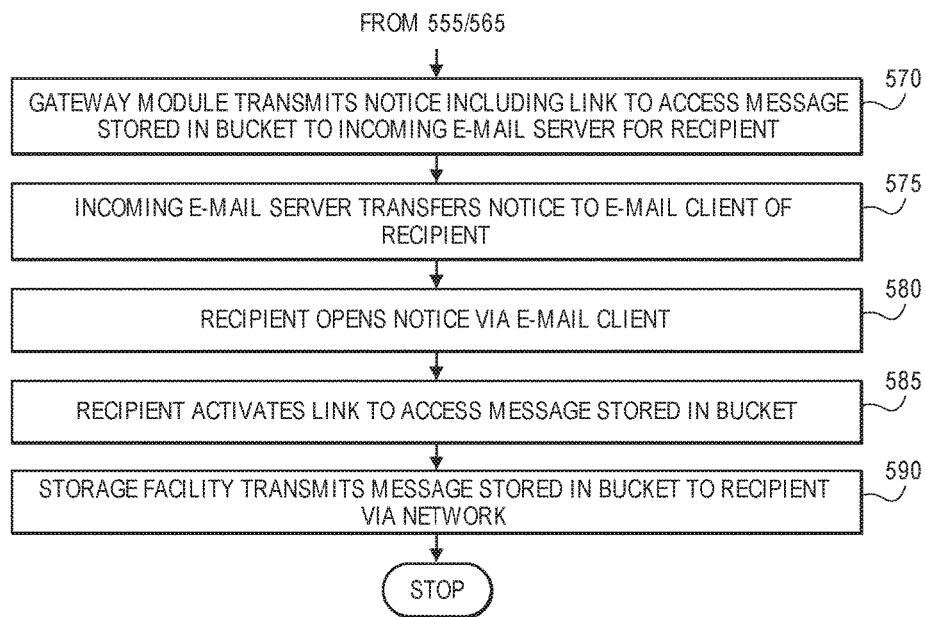 FROM 555/565
570
GATEWAY MODULE TRANSMITS NOTICE INCLUDING LINK TO ACCESS MESSAGE
STORED IN BUCKET TO INCOMING E-MAIL SERVER FOR RECIPIENT
575
INCOMING E-MAIL SERVER TRANSFERS NOTICE TO E-MAIL CLIENT OF
RECIPIENT
580
RECIPIENT OPENS NOTICE VIA E-MAIL CLIENT
585
RECIPIENT ACTIVATES LINK TO ACCESS MESSAGE STORED IN BUCKET
590
STORAGE FACILITY TRANSMITS MESSAGE STORED IN BUCKET TO RECIPIENT
VIA NETWORK
STOP